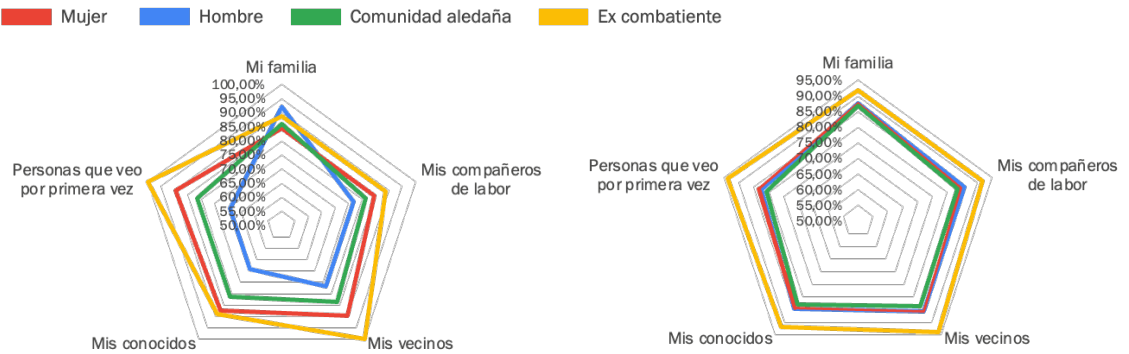 Mujer
Hombre
Comunidad aledaña
Ex combatiente
Mi familia
100,00%
95,00%
90,00%
85,00%
80,00%
75,00%
70,00%
65,00%
60,00%
55,00%
50,00%
Personas que veo
por primera vez
Mis compañeros
de labor
Mis conocidos
Mis vecinos
Mi familia
95,00%
90,00%
85,00%
80,00%
75,00%
70,00%
65,00%
60,00%
55,00%
50,00%
Personas que veo
por primera vez
Mis compañeros
de labor
Mis conocidos
Mis vecinos